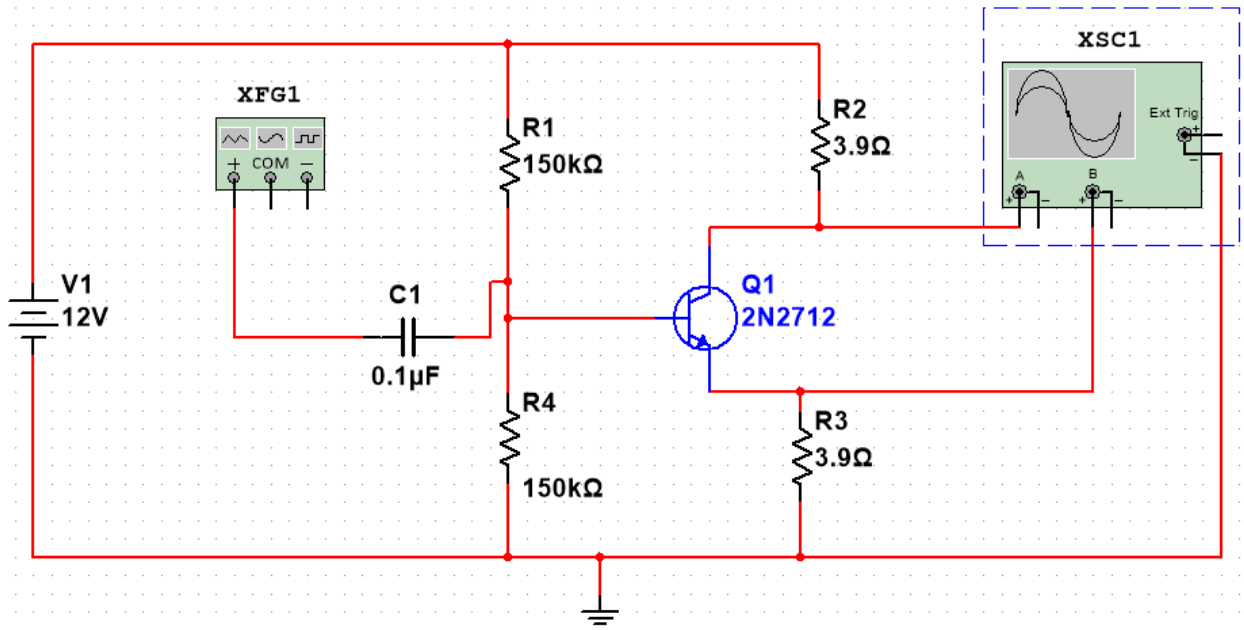 XSC1
XFG1
Ext Trig
+
+ COM −
R1
150kΩ
R2
3.9Ω
−
A
B
+ −
+ −
V1
12V
C1
0.1µF
Q1
2N2712
R4
150kΩ
R3
3.9Ω